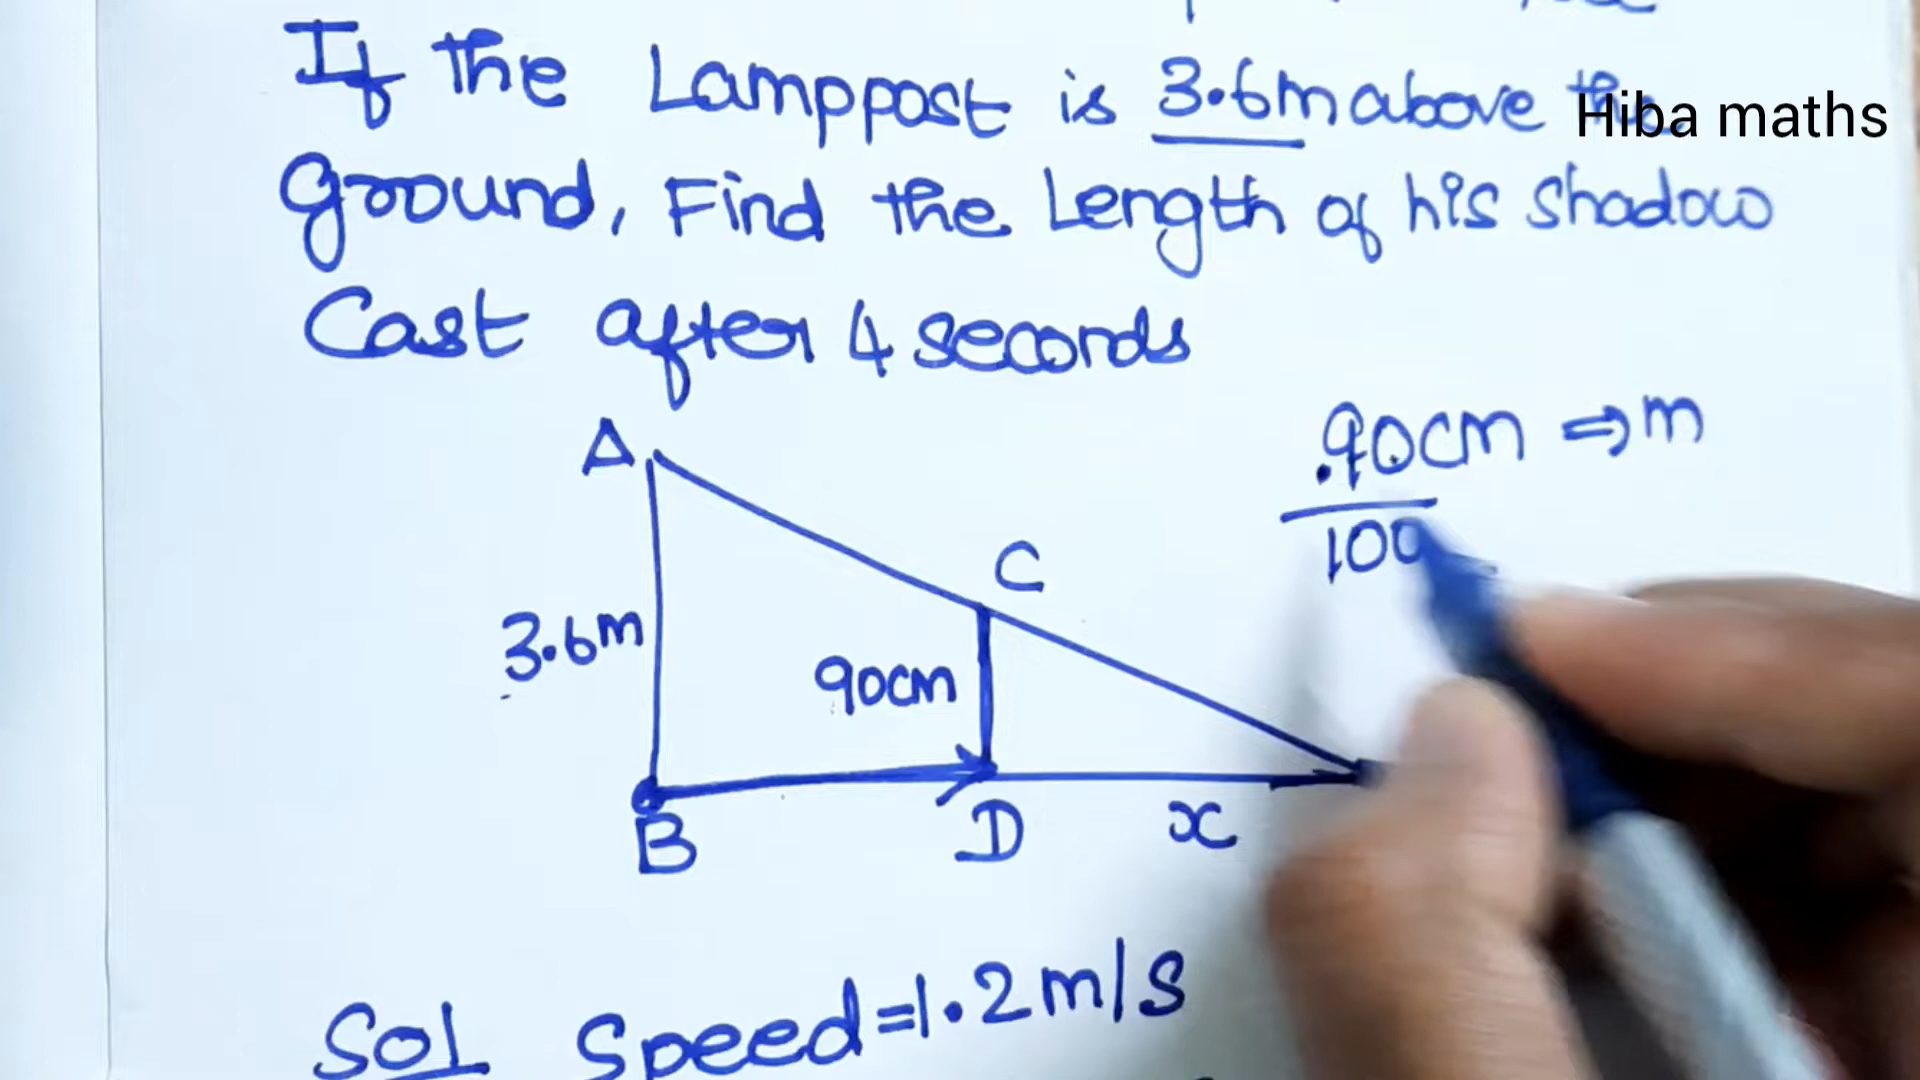 If the Lamppost is 3.6m above the
Hiba maths
Ground, Find the Length of his shadow
Cast after 4 seconds
A
.90cm ⇒ m
100
C
3.6m
90cm
B
D
x
Sol Speed=1.2m/s